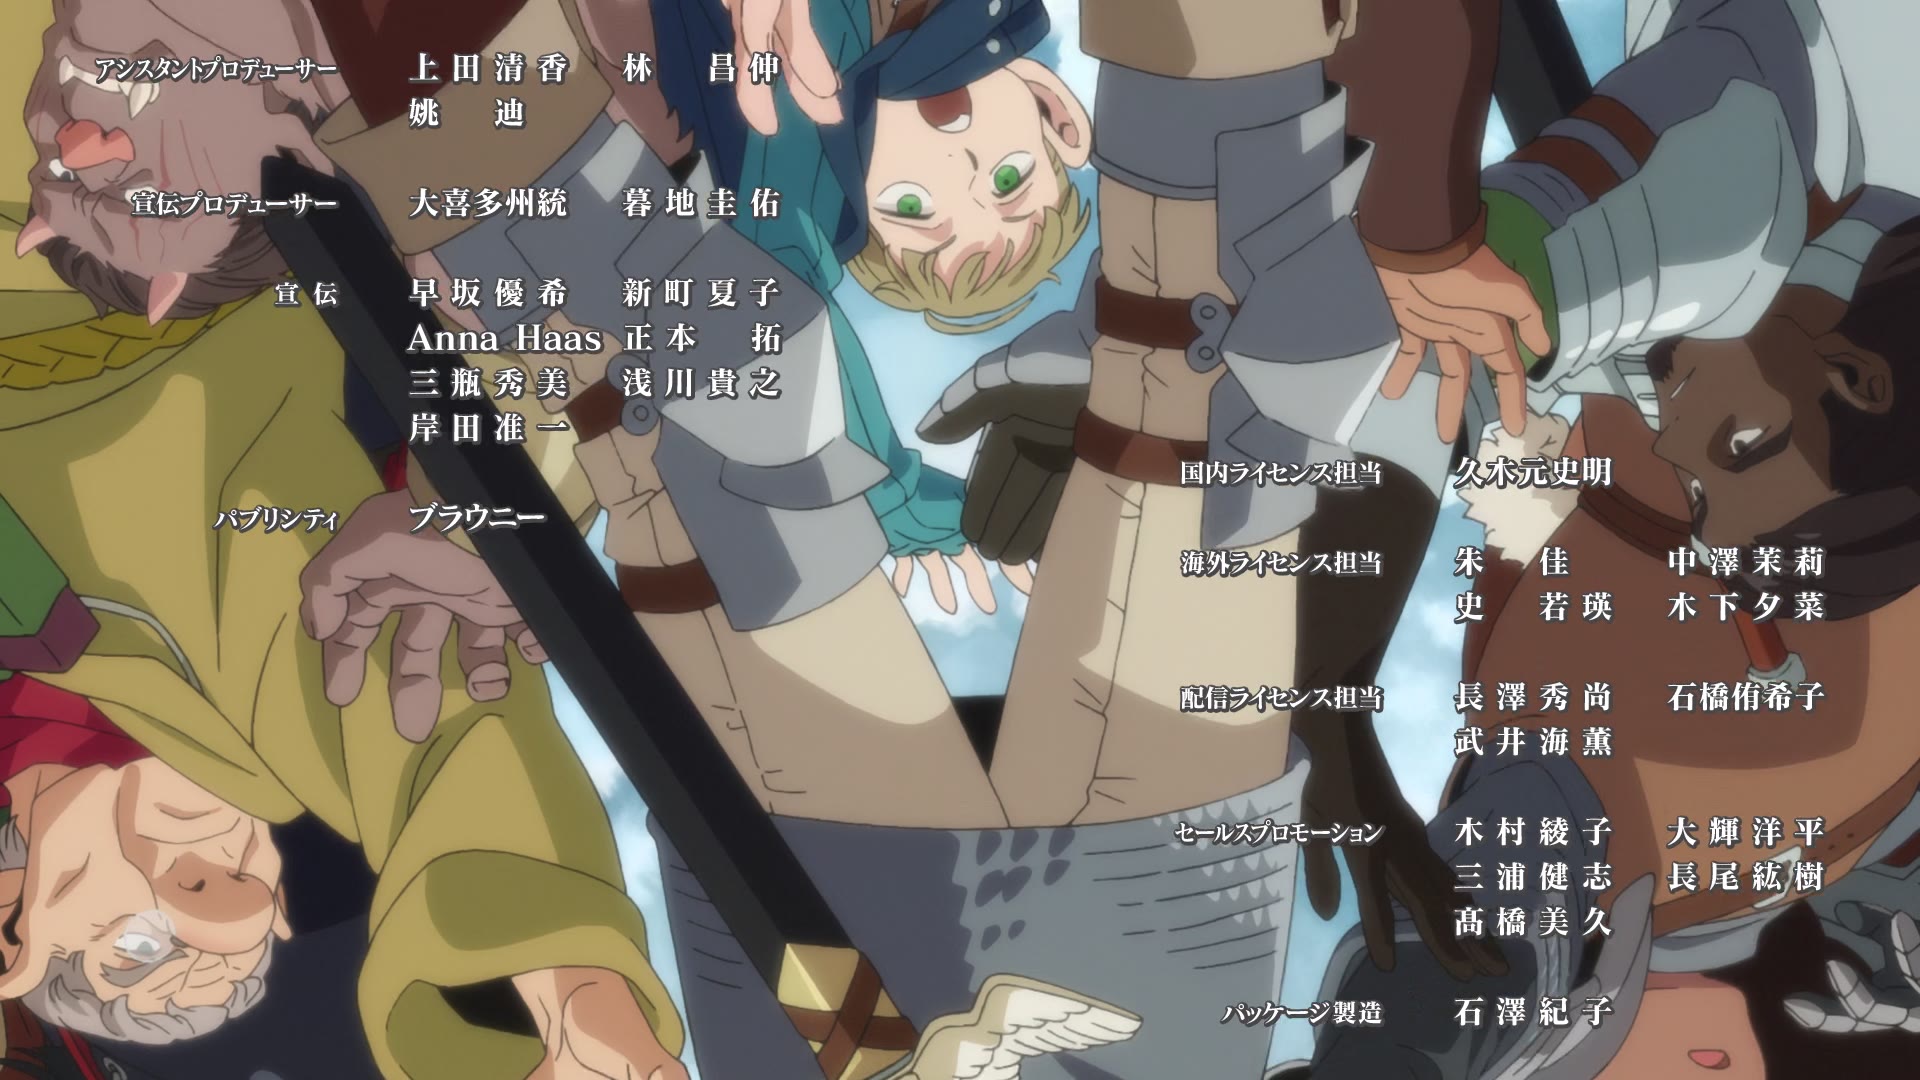 アシスタントプロデューサー 上田清香 林 昌伸
姚 迪
宣伝プロデューサー 大喜多州統 暮地圭佑
宣伝 早坂優希 新町夏子
Anna Haas 正本 拓
三瓶秀美 浅川貴之
岸田准一
パブリシティ ブラウニー
国内ライセンス担当 久木元史明
海外ライセンス担当 朱 佳 中澤茉莉
史 若瑛 木下夕菜
配信ライセンス担当 長澤秀尚 石橋侑希子
武井海薫
セールスプロモーション 木村綾子 大輝洋平
三浦健志 長尾紘樹
髙橋美久
パッケージ製造 石澤紀子